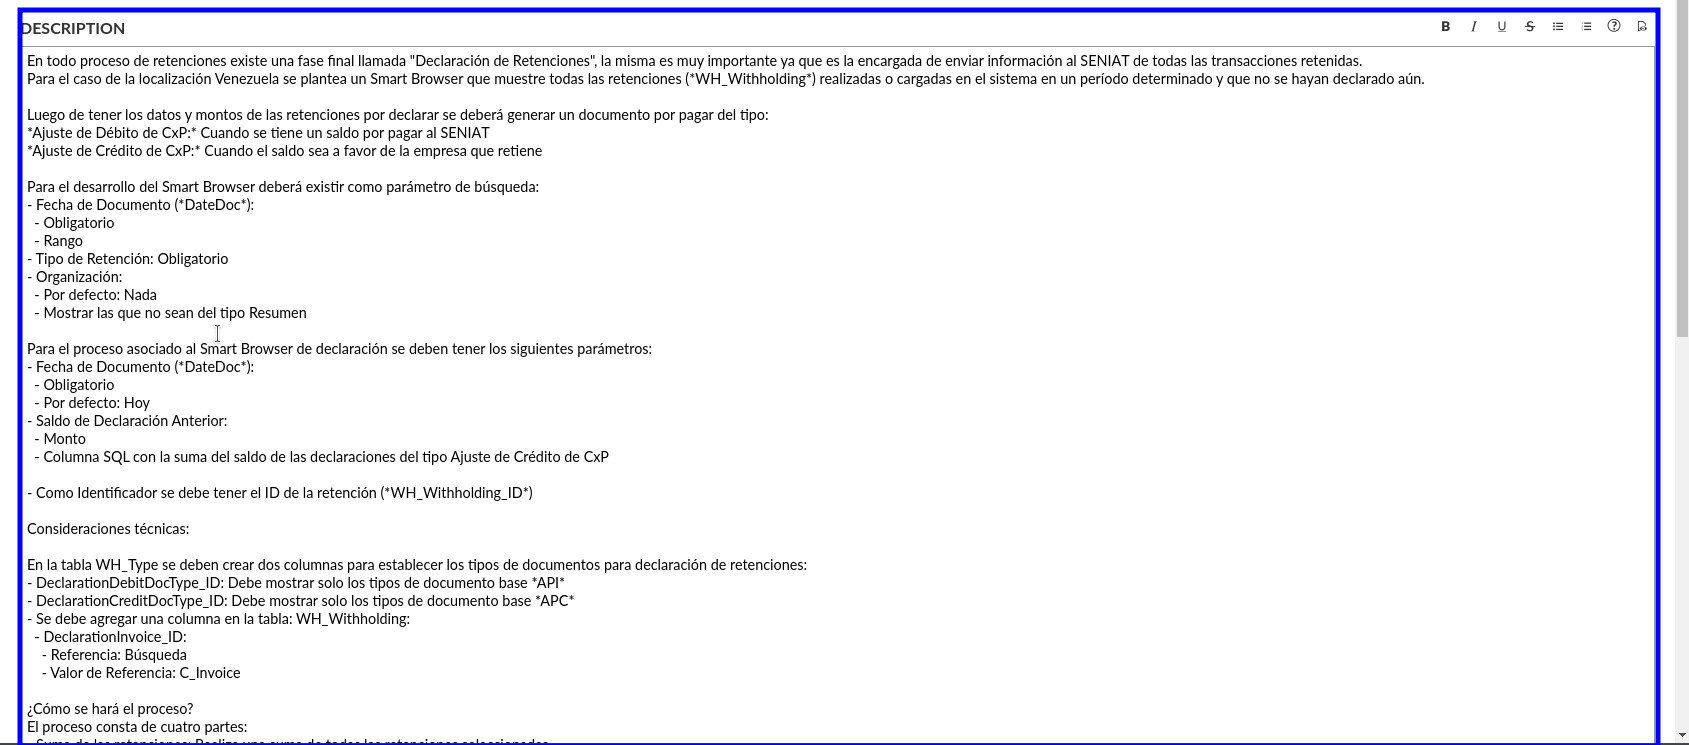 DESCRIPTION
B I U S
En todo proceso de retenciones existe una fase final llamada "Declaración de Retenciones", la misma es muy importante ya que es la encargada de enviar información al SENIAT de todas las transacciones retenidas.
Para el caso de la localización Venezuela se plantea un Smart Browser que muestre todas las retenciones (*WH_Withholding*) realizadas o cargadas en el sistema en un período determinado y que no se hayan declarado aún.
Luego de tener los datos y montos de las retenciones por declarar se deberá generar un documento por pagar del tipo:
*Ajuste de Débito de CxP:* Cuando se tiene un saldo por pagar al SENIAT
*Ajuste de Crédito de CxP:* Cuando el saldo sea a favor de la empresa que retiene
Para el desarrollo del Smart Browser deberá existir como parámetro de búsqueda:
- Fecha de Documento (*DateDoc*):
- Obligatorio
- Rango
- Tipo de Retención: Obligatorio
- Organización:
- Por defecto: Nada
- Mostrar las que no sean del tipo Resumen
Para el proceso asociado al Smart Browser de declaración se deben tener los siguientes parámetros:
- Fecha de Documento (*DateDoc*):
- Obligatorio
- Por defecto: Hoy
- Saldo de Declaración Anterior:
- Monto
- Columna SQL con la suma del saldo de las declaraciones del tipo Ajuste de Crédito de CxP
- Como Identificador se debe tener el ID de la retención (*WH_Withholding_ID*)
Consideraciones técnicas:
En la tabla WH_Type se deben crear dos columnas para establecer los tipos de documentos para declaración de retenciones:
- DeclarationDebitDocType_ID: Debe mostrar solo los tipos de documento base *API*
- DeclarationCreditDocType_ID: Debe mostrar solo los tipos de documento base *APC*
- Se debe agregar una columna en la tabla: WH_Withholding:
- DeclarationInvoice_ID:
- Referencia: Búsqueda
- Valor de Referencia: C_Invoice
¿Cómo se hará el proceso?
El proceso consta de cuatro partes:
- Suma de las retenciones: Realiza una suma de todas las retenciones seleccionadas